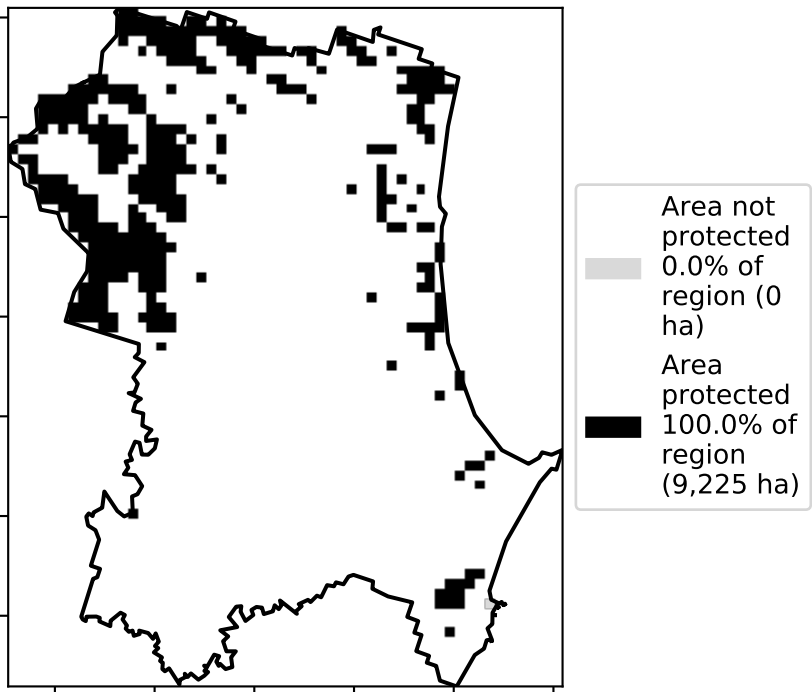 Area not
protected
0.0% of
region (0
ha)
Area
protected
100.0% of
region
(9,225 ha)